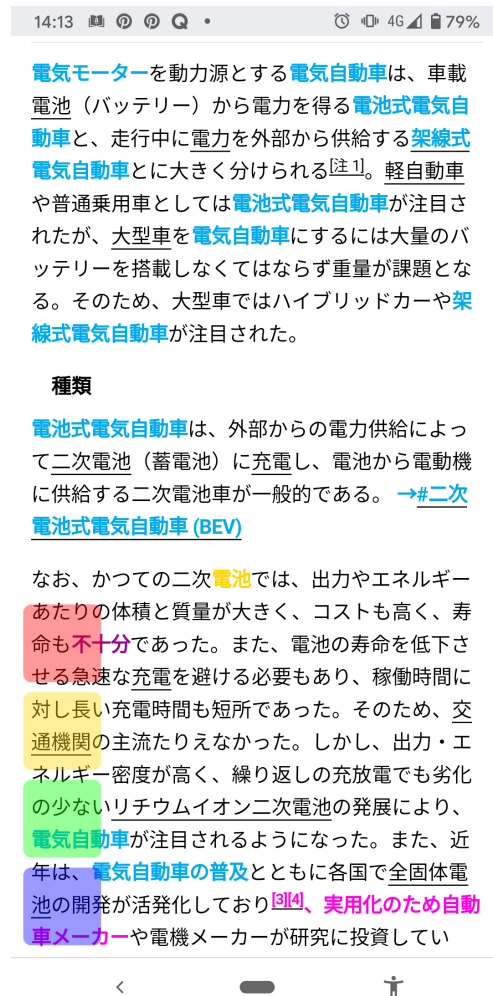 14:13 4G 79%
電気モーターを動力源とする電気自動車は、車載
電池（バッテリー）から電力を得る電池式電気自
動車と、走行中に電力を外部から供給する架線式
電気自動車とに大きく分けられる[注 1]。軽自動車
や普通乗用車としては電池式電気自動車が注目さ
れたが、大型車を電気自動車にするには大量のバ
ッテリーを搭載しなくてはならず重量が課題とな
る。そのため、大型車ではハイブリッドカーや架
線式電気自動車が注目された。
種類
電池式電気自動車は、外部からの電力供給によっ
て二次電池（蓄電池）に充電し、電池から電動機
に供給する二次電池車が一般的である。 →#二次
電池式電気自動車 (BEV)
なお、かつての二次電池では、出力やエネルギー
あたりの体積と質量が大きく、コストも高く、寿
命も不十分であった。また、電池の寿命を低下さ
せる急速な充電を避ける必要もあり、稼働時間に
対し長い充電時間も短所であった。そのため、交
通機関の主流たりえなかった。しかし、出力・エ
ネルギー密度が高く、繰り返しの充放電でも劣化
の少ないリチウムイオン二次電池の発展により、
電気自動車が注目されるようになった。また、近
年は、電気自動車の普及とともに各国で全固体電
池の開発が活発化しており[3][4]、実用化のため自動
車メーカーや電機メーカーが研究に投資してい